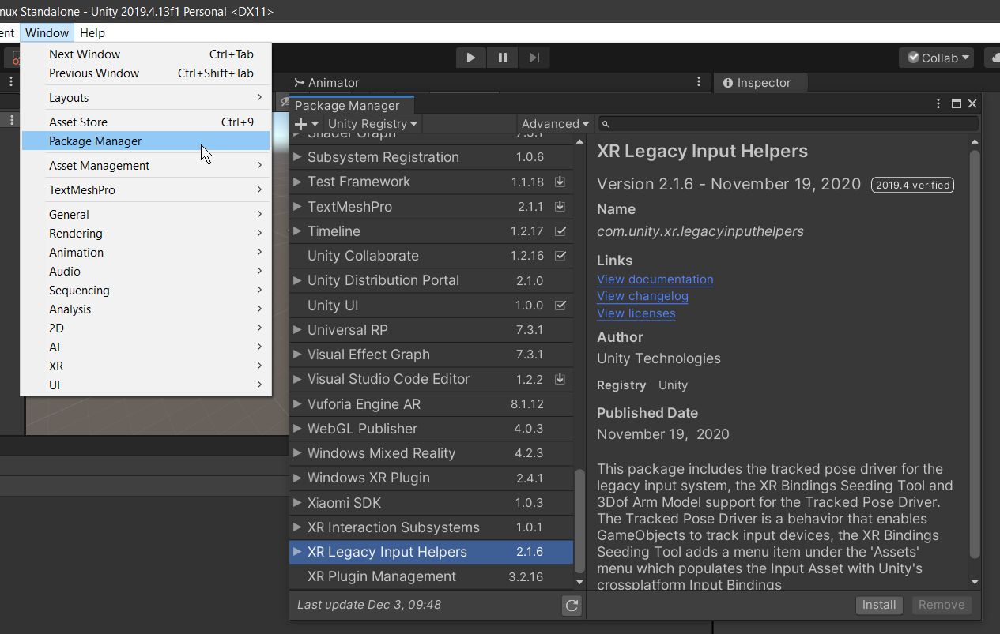 nux Standalone - Unity 2019.4.13f1 Personal <DX11>
ent Window Help
Next Window Ctrl+Tab
Previous Window Ctrl+Shift+Tab
Layouts
Asset Store Ctrl+9
Package Manager
Asset Management
TextMeshPro
General
Rendering
Animation
Audio
Sequencing
Analysis
2D
AI
XR
UI
Collab
Animator
Inspector
Package Manager
Unity Registry
Advanced
Shader Graph 7.3.1
Subsystem Registration 1.0.6
Test Framework 1.1.18
TextMeshPro 2.1.1
Timeline 1.2.17
Unity Collaborate 1.2.16
Unity Distribution Portal 2.1.0
Unity UI 1.0.0
Universal RP 7.3.1
Visual Effect Graph 7.3.1
Visual Studio Code Editor 1.2.2
Vuforia Engine AR 8.1.12
WebGL Publisher 4.0.3
Windows Mixed Reality 4.2.3
Windows XR Plugin 2.4.1
Xiaomi SDK 1.0.3
XR Interaction Subsystems 1.0.1
XR Legacy Input Helpers 2.1.6
XR Plugin Management 3.2.16
Last update Dec 3, 09:48
XR Legacy Input Helpers
Version 2.1.6 - November 19, 2020 2019.4 verified
Name
com.unity.xr.legacyinputhelpers
Links
View documentation
View changelog
View licenses
Author
Unity Technologies
Registry Unity
Published Date
November 19, 2020
This package includes the tracked pose driver for the
legacy input system, the XR Bindings Seeding Tool and
3Dof Arm Model support for the Tracked Pose Driver.
The Tracked Pose Driver is a behavior that enables
GameObjects to track input devices, the XR Bindings
Seeding Tool adds a menu item under the 'Assets'
menu which populates the Input Asset with Unity's
crossplatform Input Bindings
Install Remove